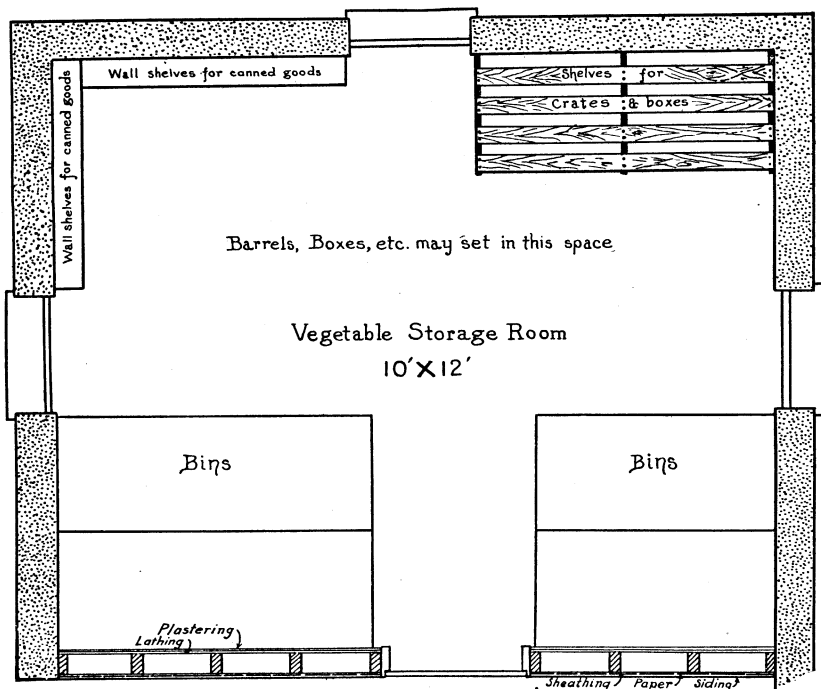 Wall shelves for canned goods
Shelves for
Crates & boxes
Wall shelves for canned goods
Barrels, Boxes, etc. may set in this space
Vegetable Storage Room
10'X12'
Bins
Bins
Plastering
Lathing
Sheathing Paper Siding